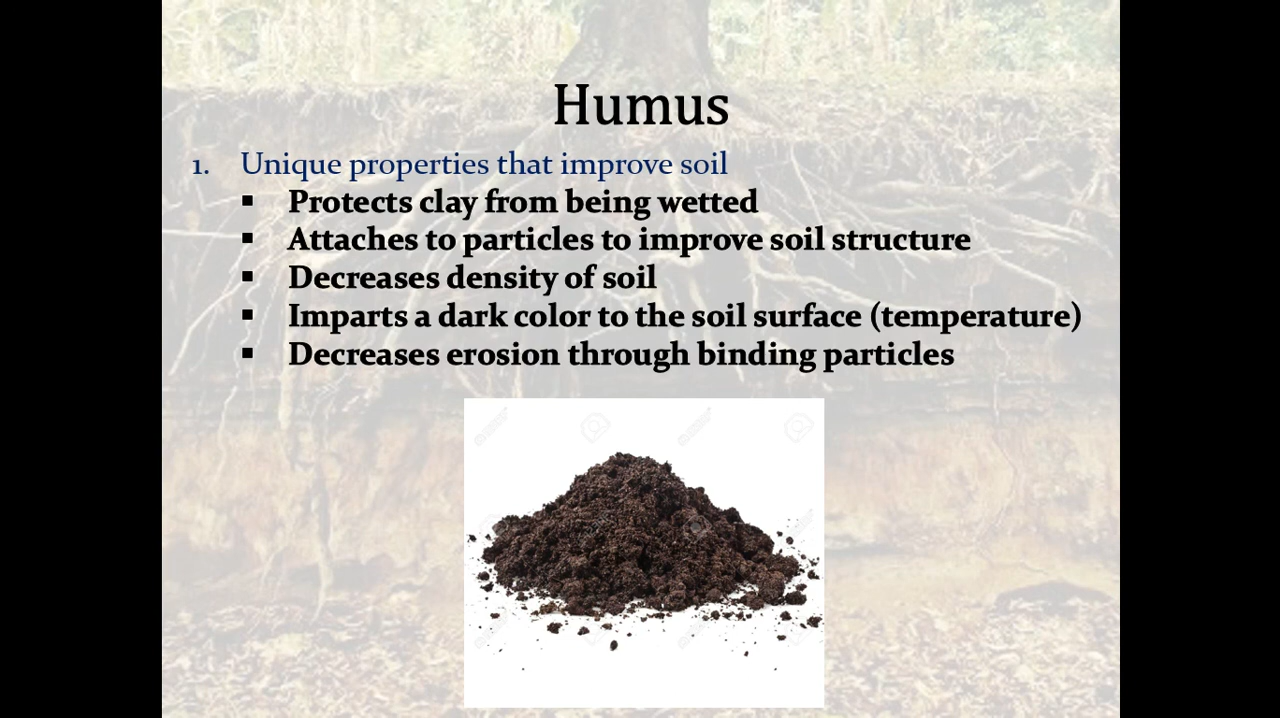 Humus
1. Unique properties that improve soil
▪ Protects clay from being wetted
▪ Attaches to particles to improve soil structure
▪ Decreases density of soil
▪ Imparts a dark color to the soil surface (temperature)
▪ Decreases erosion through binding particles